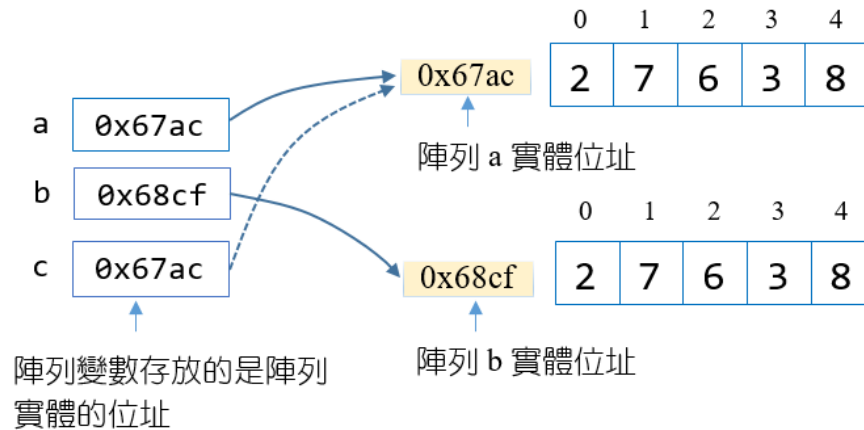 0 1 2 3 4
0x67ac 2 7 6 3 8
a 0x67ac
陣列 a 實體位址
b 0x68cf
0 1 2 3 4
c 0x67ac
0x68cf 2 7 6 3 8
陣列變數存放的是陣列
實體的位址
陣列 b 實體位址